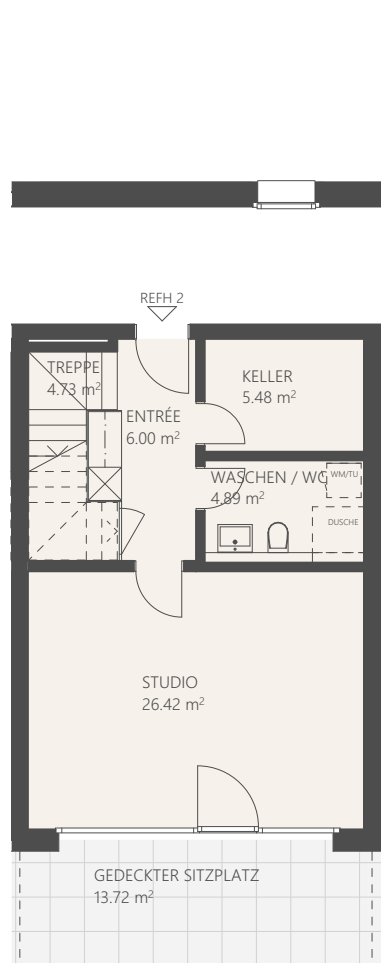 REFH 2
TREPPE
4.73 m²
KELLER
5.48 m²
ENTRÉE
6.00 m²
WASCHEN / WC
4.89 m²
WM/TU
DUSCHE
STUDIO
26.42 m²
GEDECKTER SITZPLATZ
13.72 m²